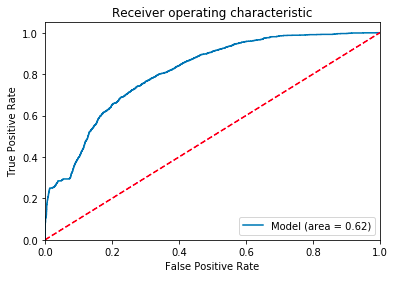 Receiver operating characteristic
True Positive Rate
1.0
0.8
0.6
0.4
0.2
0.0
Model (area = 0.62)
0.0 0.2 0.4 0.6 0.8 1.0
False Positive Rate